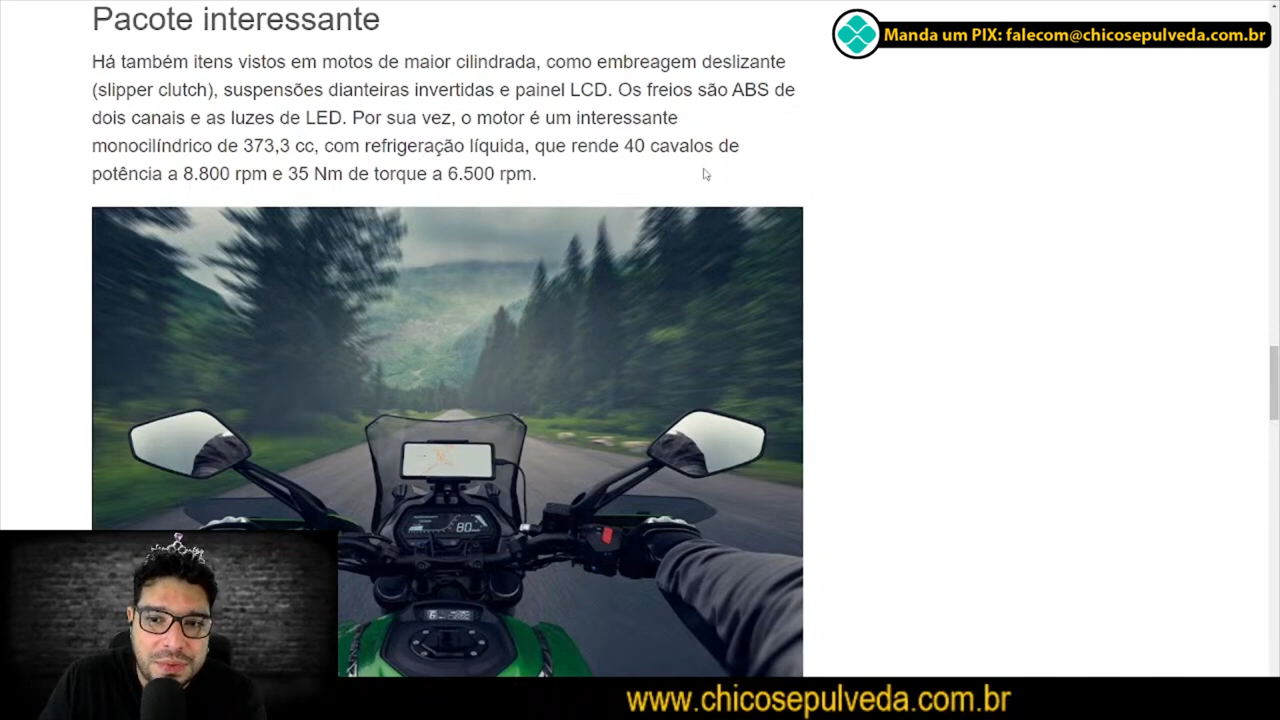 Pacote interessante
Manda um PIX: falecom@chicosepulveda.com.br
Há também itens vistos em motos de maior cilindrada, como embreagem deslizante
(slipper clutch), suspensões dianteiras invertidas e painel LCD. Os freios são ABS de
dois canais e as luzes de LED. Por sua vez, o motor é um interessante
monocilíndrico de 373,3 cc, com refrigeração líquida, que rende 40 cavalos de
potência a 8.800 rpm e 35 Nm de torque a 6.500 rpm.
80
www.chicosepulveda.com.br